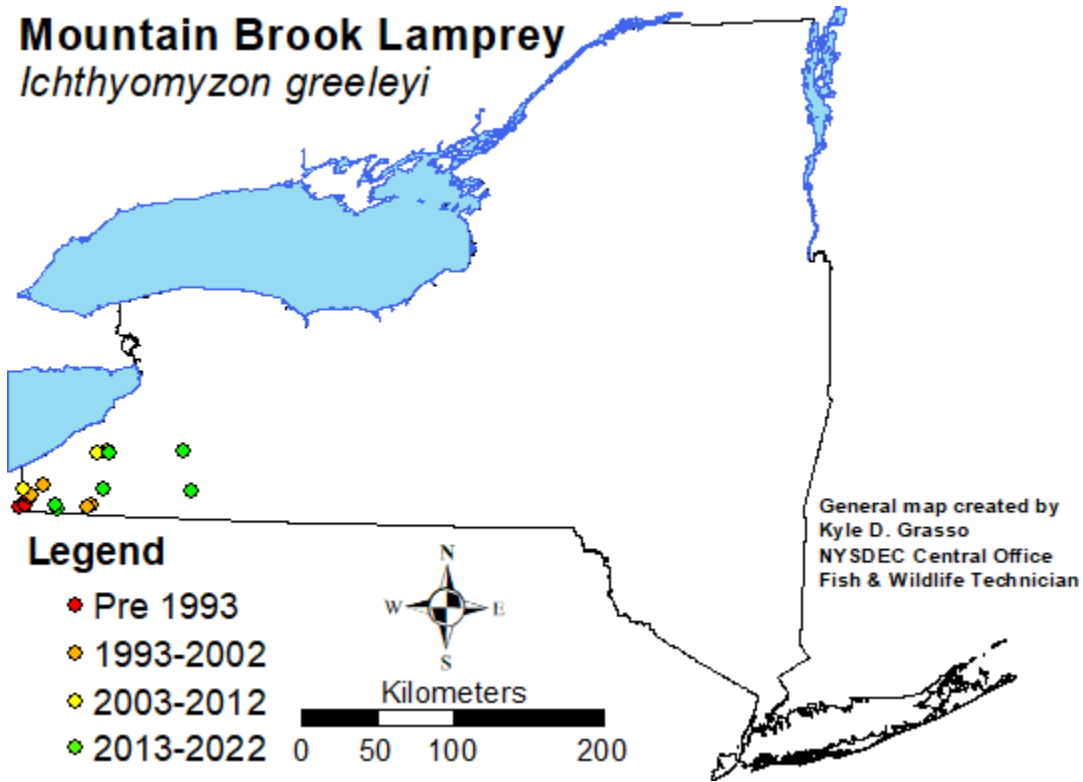 Mountain Brook Lamprey
Ichthyomyzon greeleyi
General map created by
Kyle D. Grasso
NYSDEC Central Office
Fish & Wildlife Technician
Legend
Pre 1993
1993-2002
2003-2012
2013-2022
N
W E
S
Kilometers
0 50 100 200